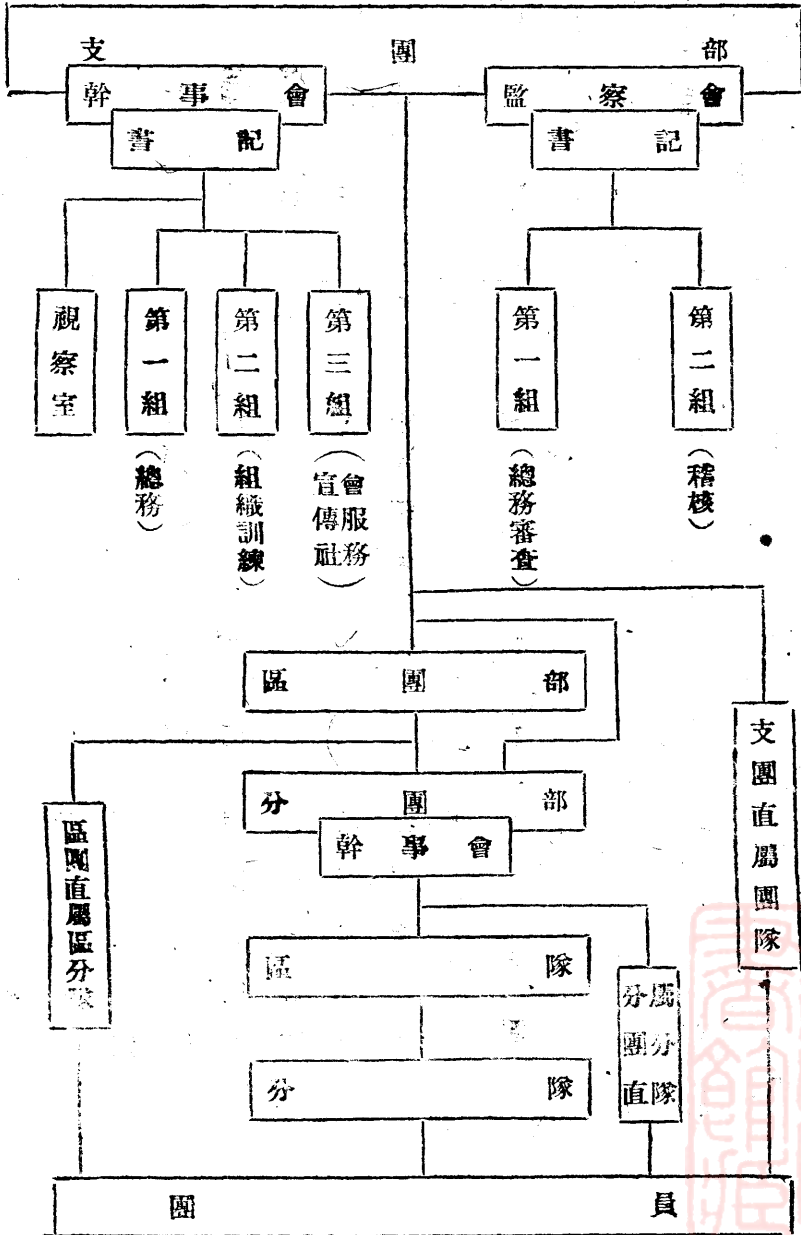 支團部
幹事會
監察會
書記
書記
視察室
第一組
(總務)
第二組
(組織訓練)
第三組
(宣傳社
會服務)
第一組
(總務審查)
第二組
(稽核)
區團部
支團直屬團隊
分團部
幹事會
區團直屬區分隊
區隊
分團直
屬分隊
分隊
團員